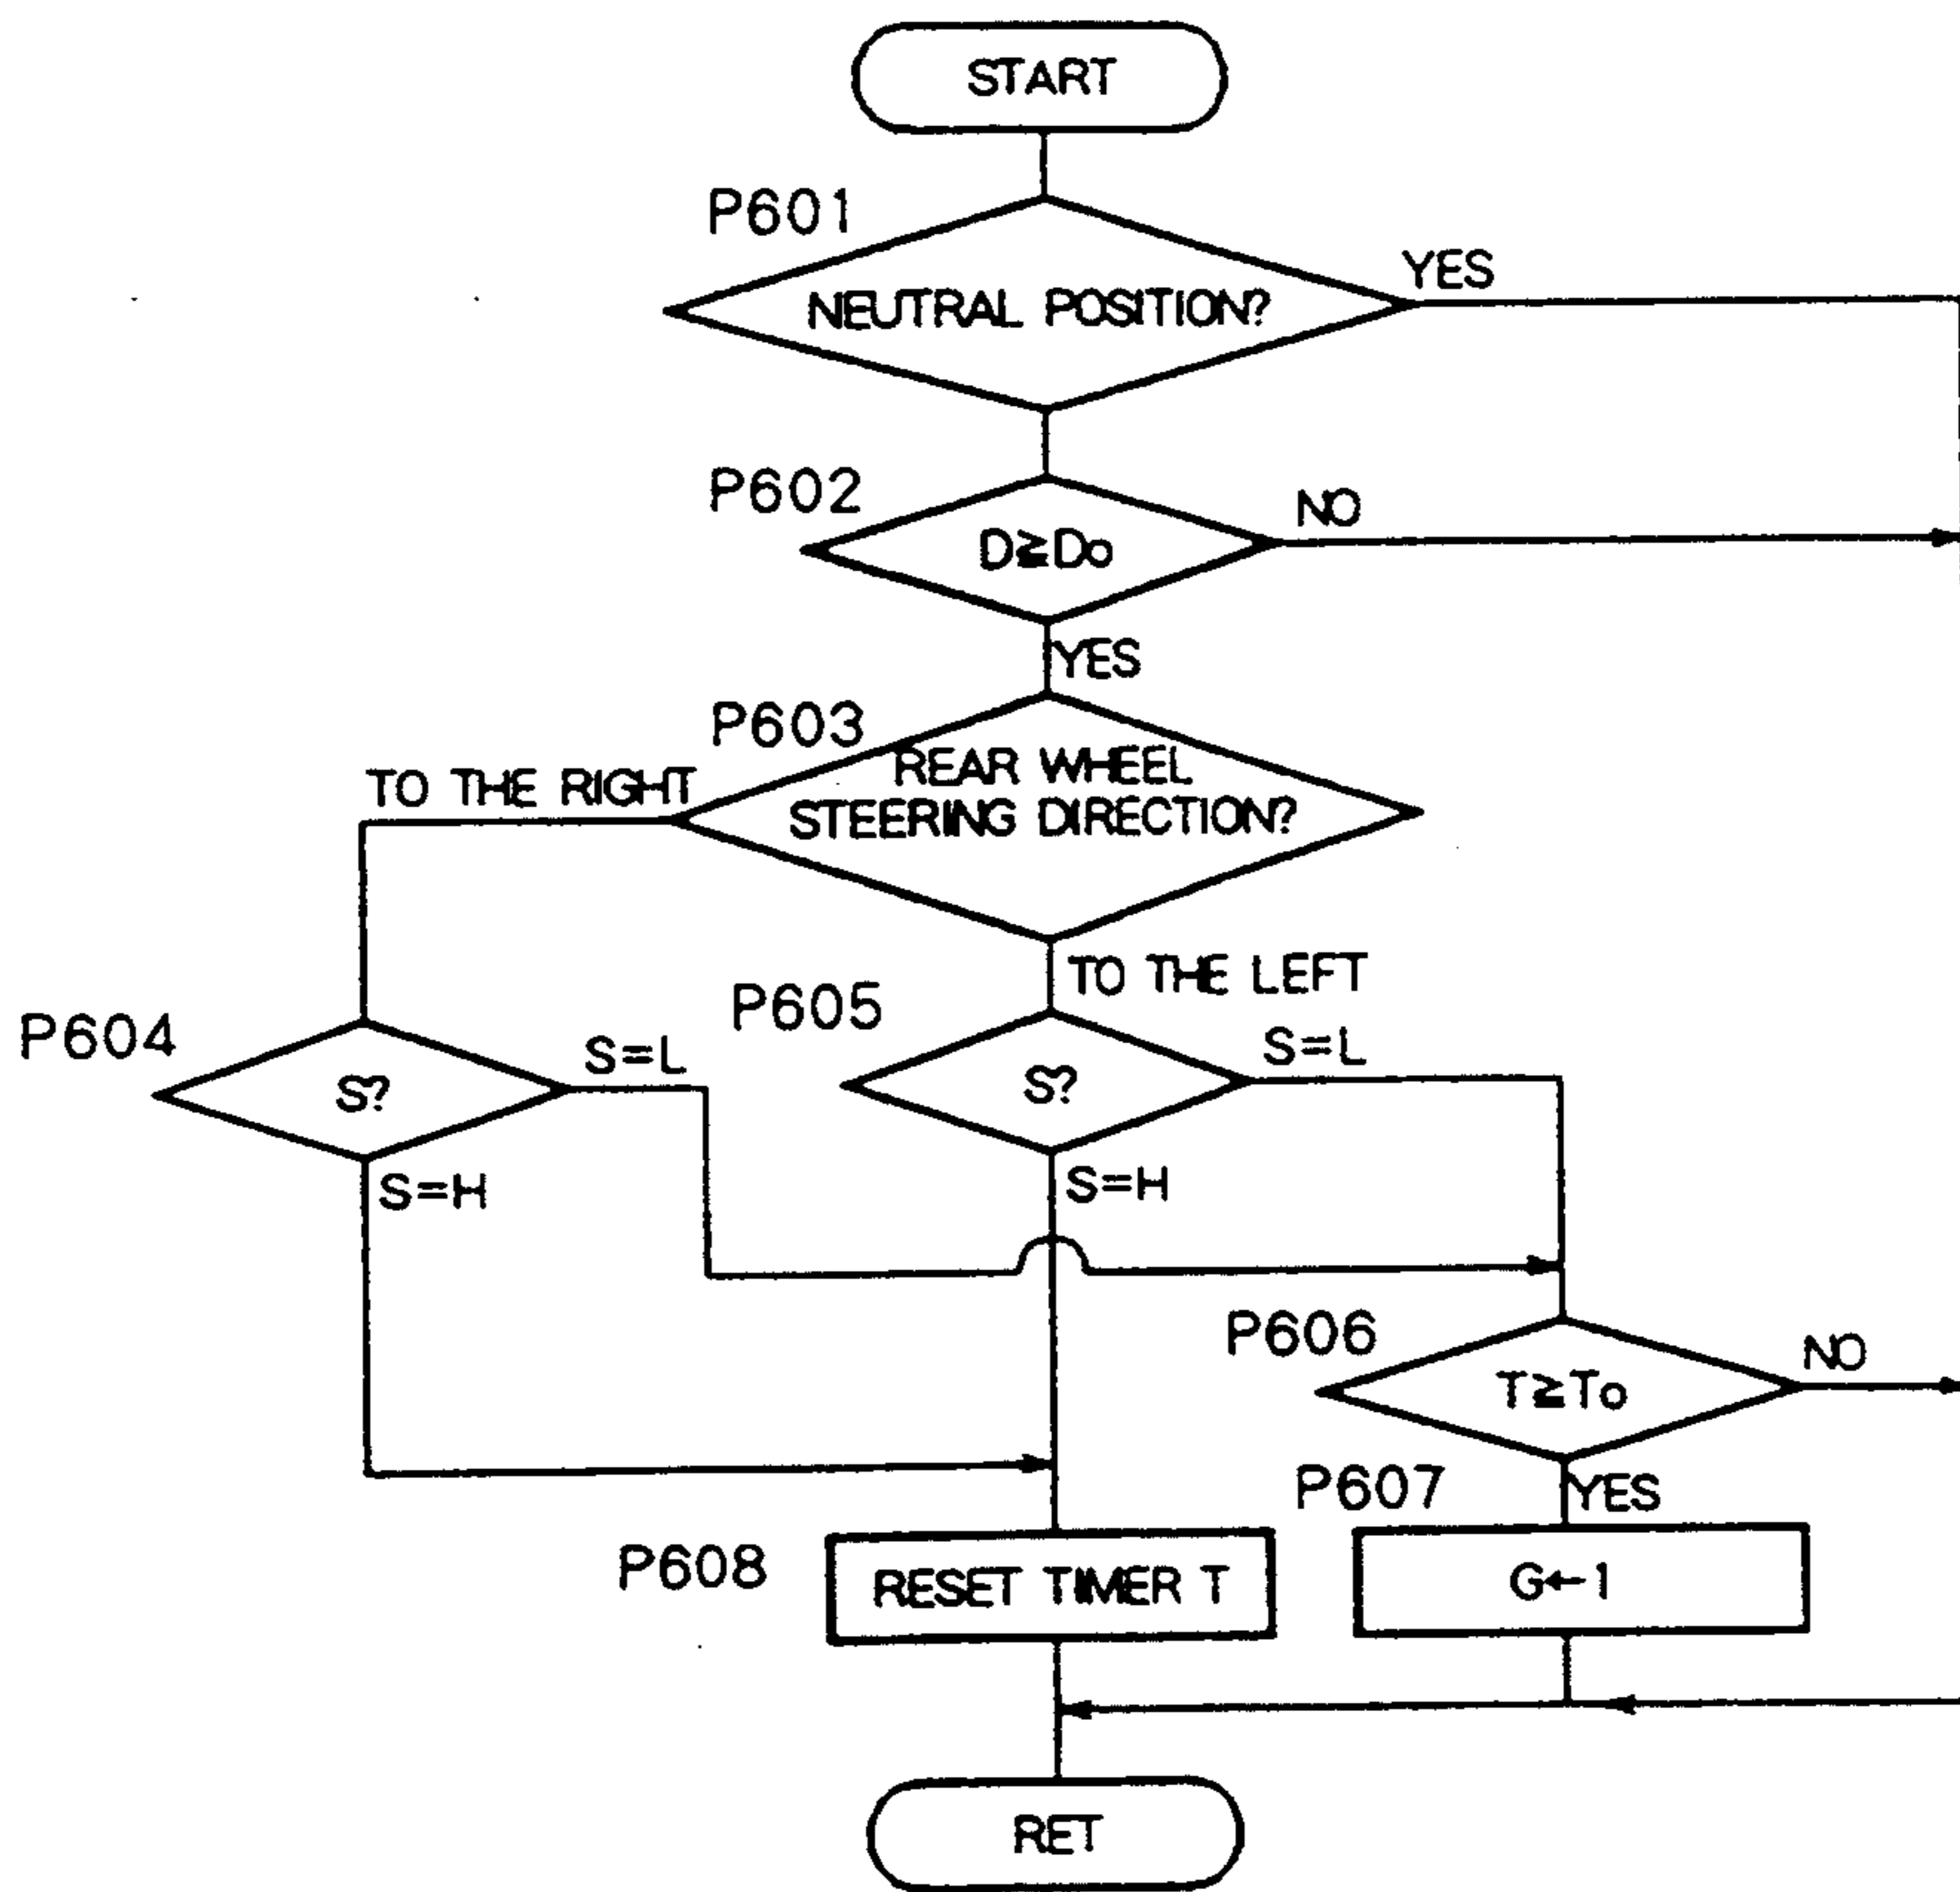 START
P601
YES
NEUTRAL POSITION?
P602
NO
D≧Do
YES
P603
REAR WHEEL
STEERING DIRECTION?
TO THE RIGHT
TO THE LEFT
P604
S?
S=L
S=H
P605
S?
S=L
S=H
P606
T≧To
NO
YES
P607
G←1
P608
RESET TIMER T
RET